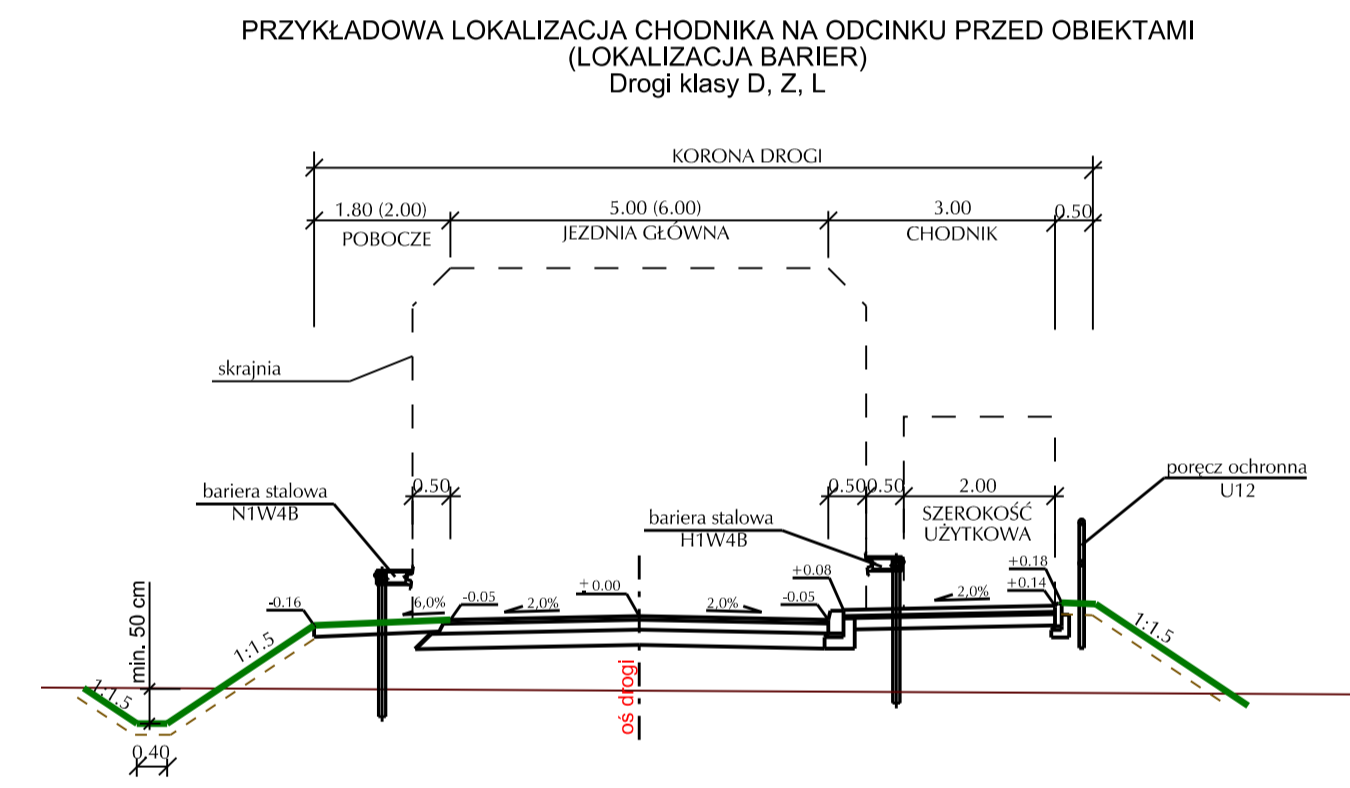 PRZYKŁADOWA LOKALIZACJA CHODNIKA NA ODCINKU PRZED OBIEKTAMI
(LOKALIZACJA BARIER)
Drogi klasy D, Z, L
KORONA DROGI
1.80 (2.00)
5.00 (6.00)
3.00
0.50
POBOCZE
JEZDNIA GŁÓWNA
CHODNIK
skrajnia
poręcz ochronna
U12
bariera stalowa
N1W4B
0.50
0.50
0.50
2.00
SZEROKOŚĆ
UŻYTKOWA
bariera stalowa
H1W4B
+0.18
+0.14
+0.08
±0.00
-0.16
6,0%
-0.05
2,0%
2,0%
-0.05
2,0%
min. 50 cm
1:1.5
1:1.5
1:1.5
oś drogi
0.40